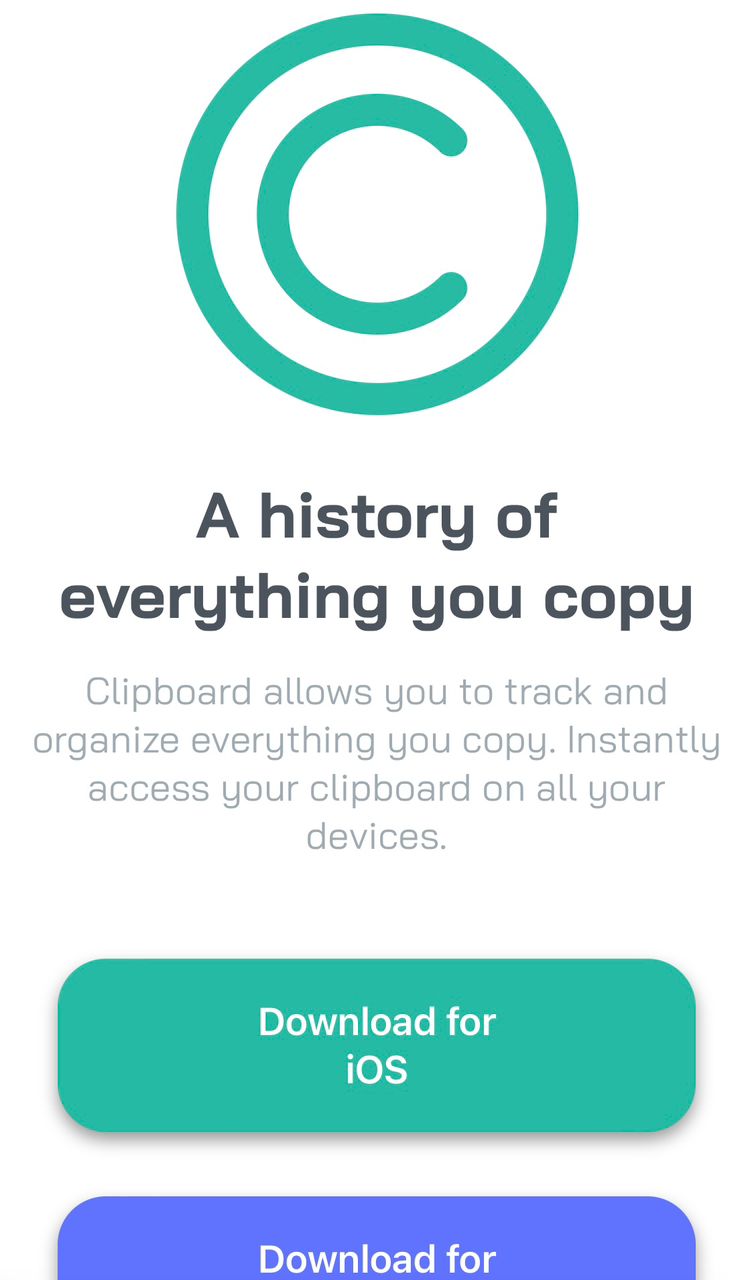 A history of
everything you copy
Clipboard allows you to track and
organize everything you copy. Instantly
access your clipboard on all your
devices.
Download for
iOS
Download for